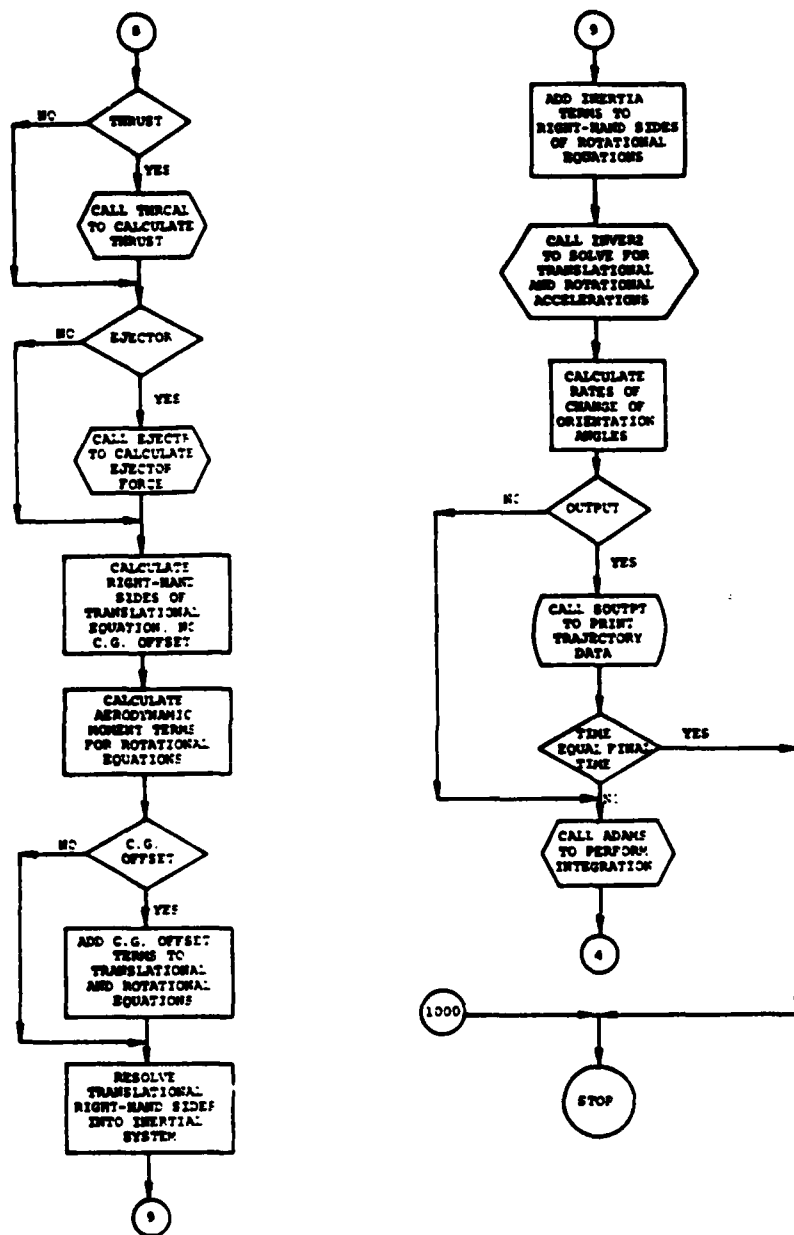 8
THRUST
NO
YES
CALL THRCAL
TO CALCULATE
THRUST
EJECTOR
NO
YES
CALL EJECTF
TO CALCULATE
EJECTOR
FORCE
CALCULATE
RIGHT-HAND
SIDES OF
TRANSLATIONAL
EQUATION, NO
C.G. OFFSET
CALCULATE
AERODYNAMIC
MOMENT TERMS
FOR ROTATIONAL
EQUATIONS
C.G.
OFFSET
NO
YES
ADD C.G. OFFSET
TERMS TO
TRANSLATIONAL
AND ROTATIONAL
EQUATIONS
RESOLVE
TRANSLATIONAL
RIGHT-HAND SIDES
INTO INERTIAL
SYSTEM
9
9
ADD INERTIA
TERMS TO
RIGHT-HAND SIDES
OF ROTATIONAL
EQUATIONS
CALL INVER2
TO SOLVE FOR
TRANSLATIONAL
AND ROTATIONAL
ACCELERATIONS
CALCULATE
RATES OF
CHANGE OF
ORIENTATION
ANGLES
OUTPUT
NO
YES
CALL SOUTPT
TO PRINT
TRAJECTORY
DATA
TIME
EQUAL FINAL
TIME
YES
NO
CALL ADAMS
TO PERFORM
INTEGRATION
4
1000
STOP